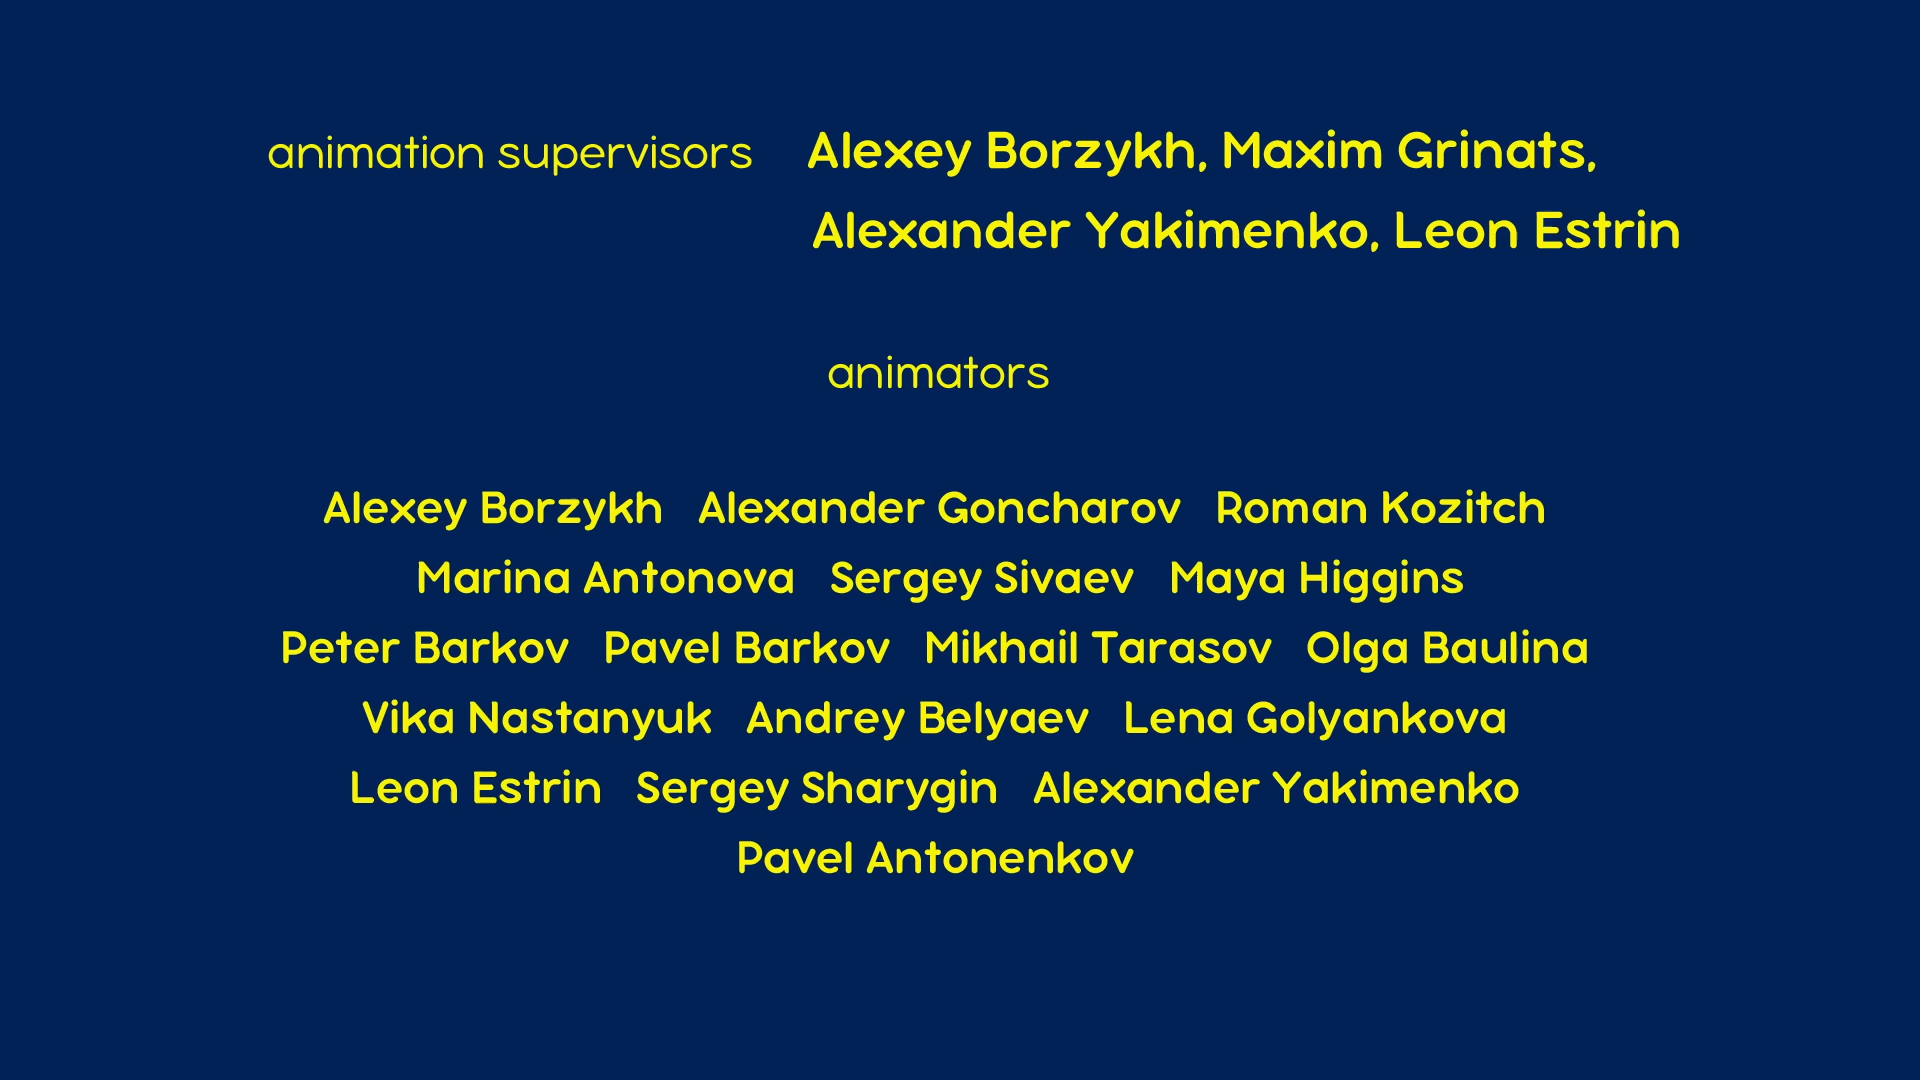 animation supervisors Alexey Borzykh, Maxim Grinats,
Alexander Yakimenko, Leon Estrin
animators
Alexey Borzykh Alexander Goncharov Roman Kozitch
Marina Antonova Sergey Sivaev Maya Higgins
Peter Barkov Pavel Barkov Mikhail Tarasov Olga Baulina
Vika Nastanyuk Andrey Belyaev Lena Golyankova
Leon Estrin Sergey Sharygin Alexander Yakimenko
Pavel Antonenkov